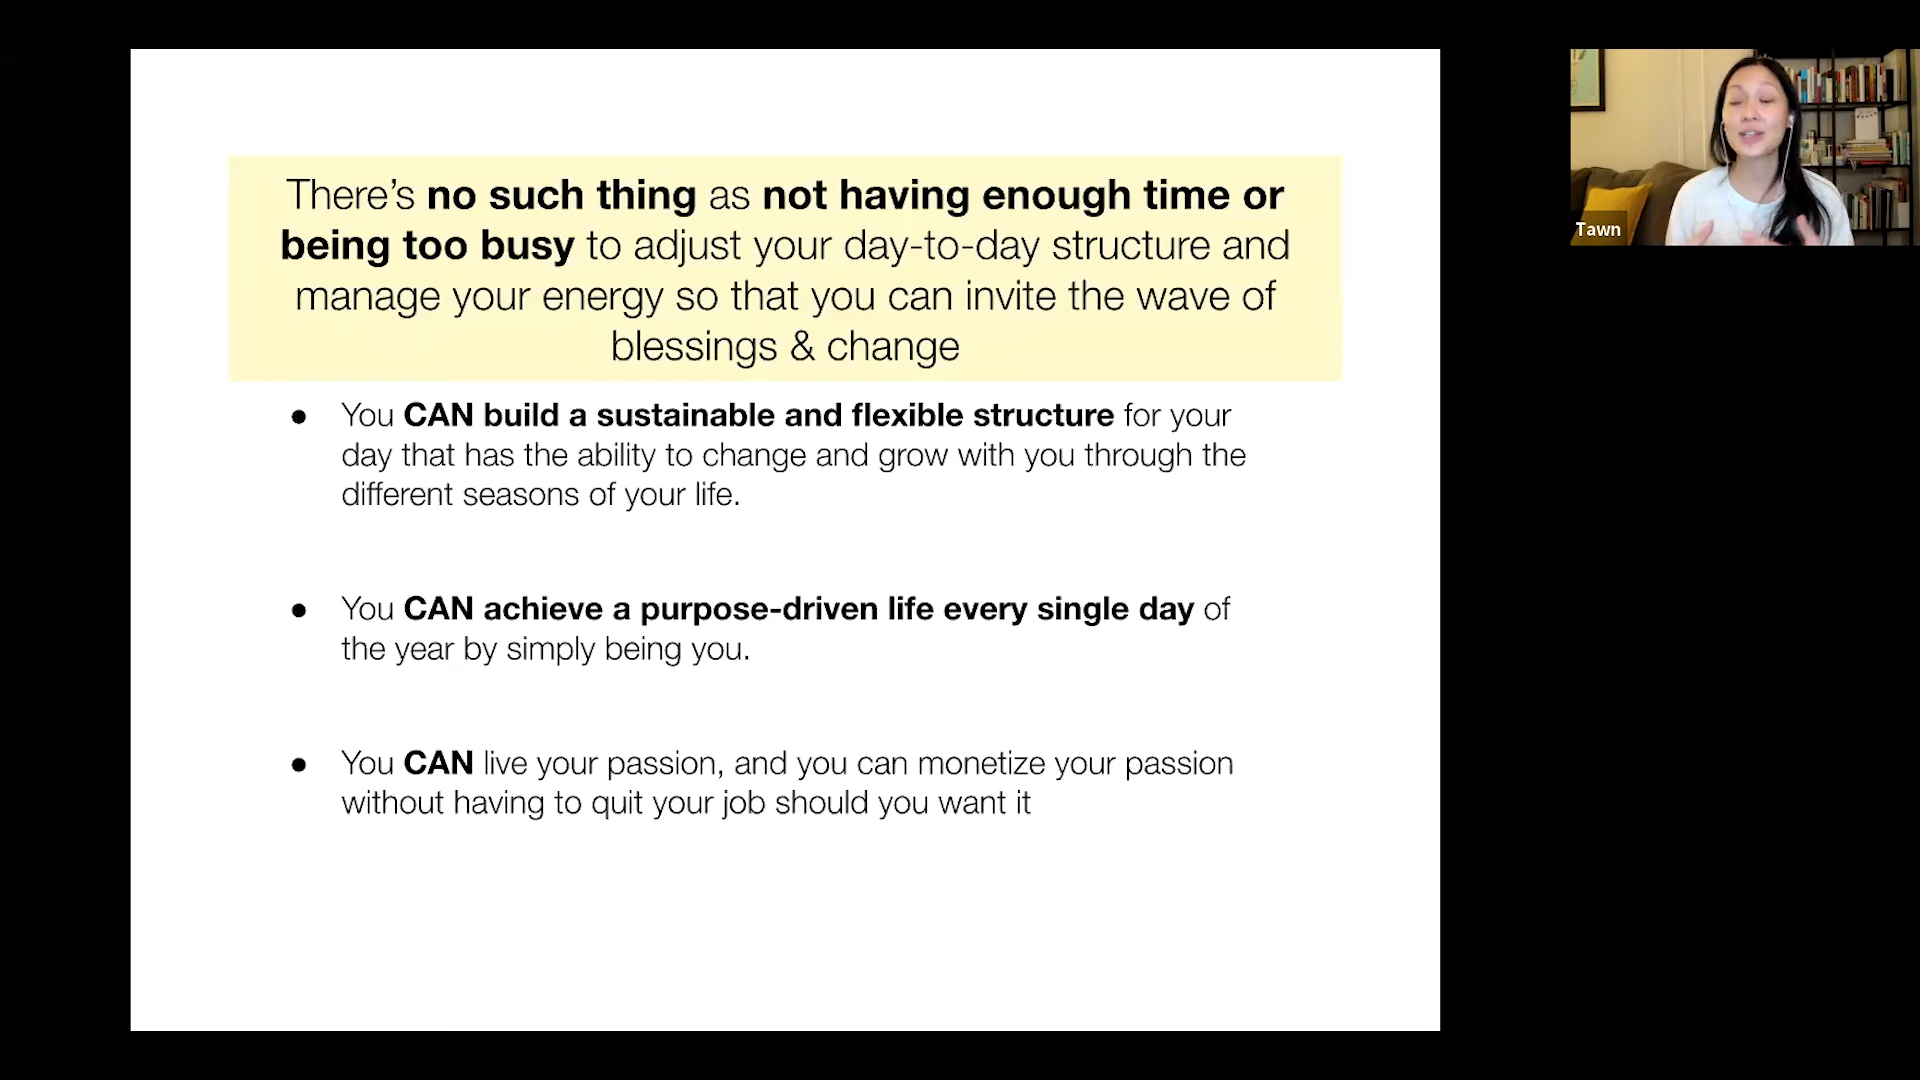 There’s no such thing as not having enough time or
being too busy to adjust your day-to-day structure and
manage your energy so that you can invite the wave of
blessings & change
● You CAN build a sustainable and flexible structure for your
day that has the ability to change and grow with you through the
different seasons of your life.
● You CAN achieve a purpose-driven life every single day of
the year by simply being you.
● You CAN live your passion, and you can monetize your passion
without having to quit your job should you want it
Tawn